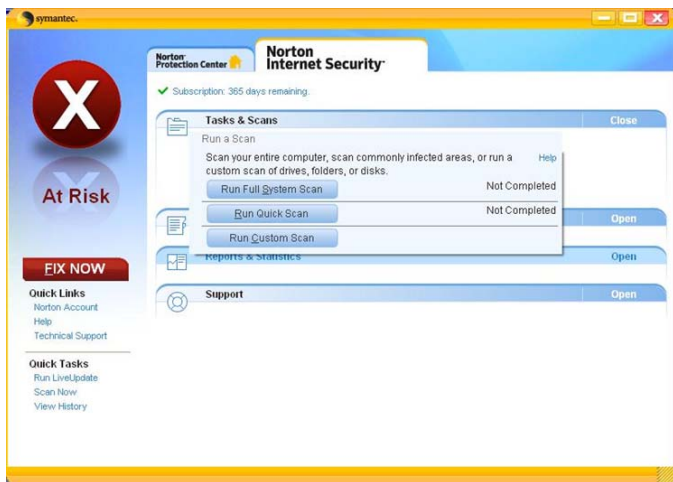 symantec.
Norton
Protection Center
Norton
Internet Security
Subscription: 365 days remaining.
X
At Risk
FIX NOW
Quick Links
Norton Account
Help
Technical Support
Quick Tasks
Run LiveUpdate
Scan Now
View History
Tasks & Scans Close
Run a Scan
Scan your entire computer, scan commonly infected areas, or run a Help
custom scan of drives, folders, or disks.
Run Full System Scan Not Completed
Run Quick Scan Not Completed
Run Custom Scan
Open
Reports & Statistics Open
Support Open